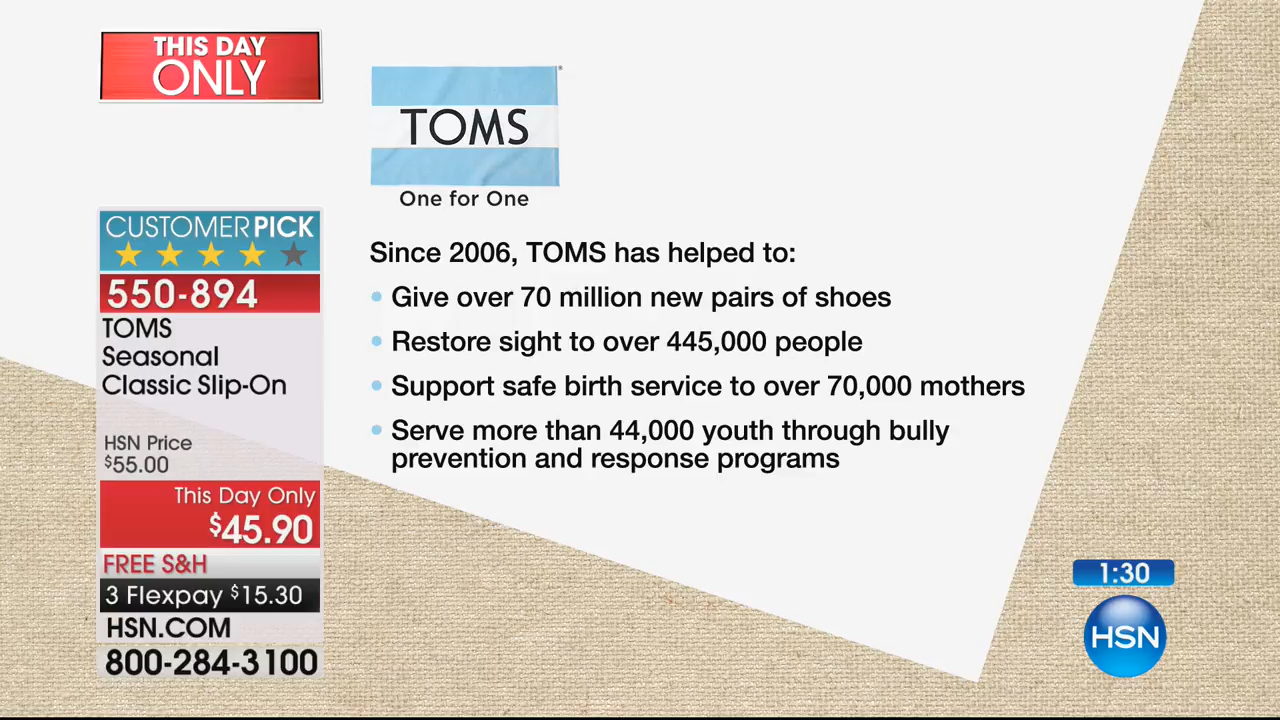 THIS DAY
ONLY
TOMS
®
One for One
CUSTOMER PICK
550-894
TOMS
Seasonal
Classic Slip-On
HSN Price
$55.00
This Day Only
$45.90
FREE S&H
3 Flexpay $15.30
HSN.COM
800-284-3100
Since 2006, TOMS has helped to:
• Give over 70 million new pairs of shoes
• Restore sight to over 445,000 people
• Support safe birth service to over 70,000 mothers
• Serve more than 44,000 youth through bully
prevention and response programs
1:30
HSN